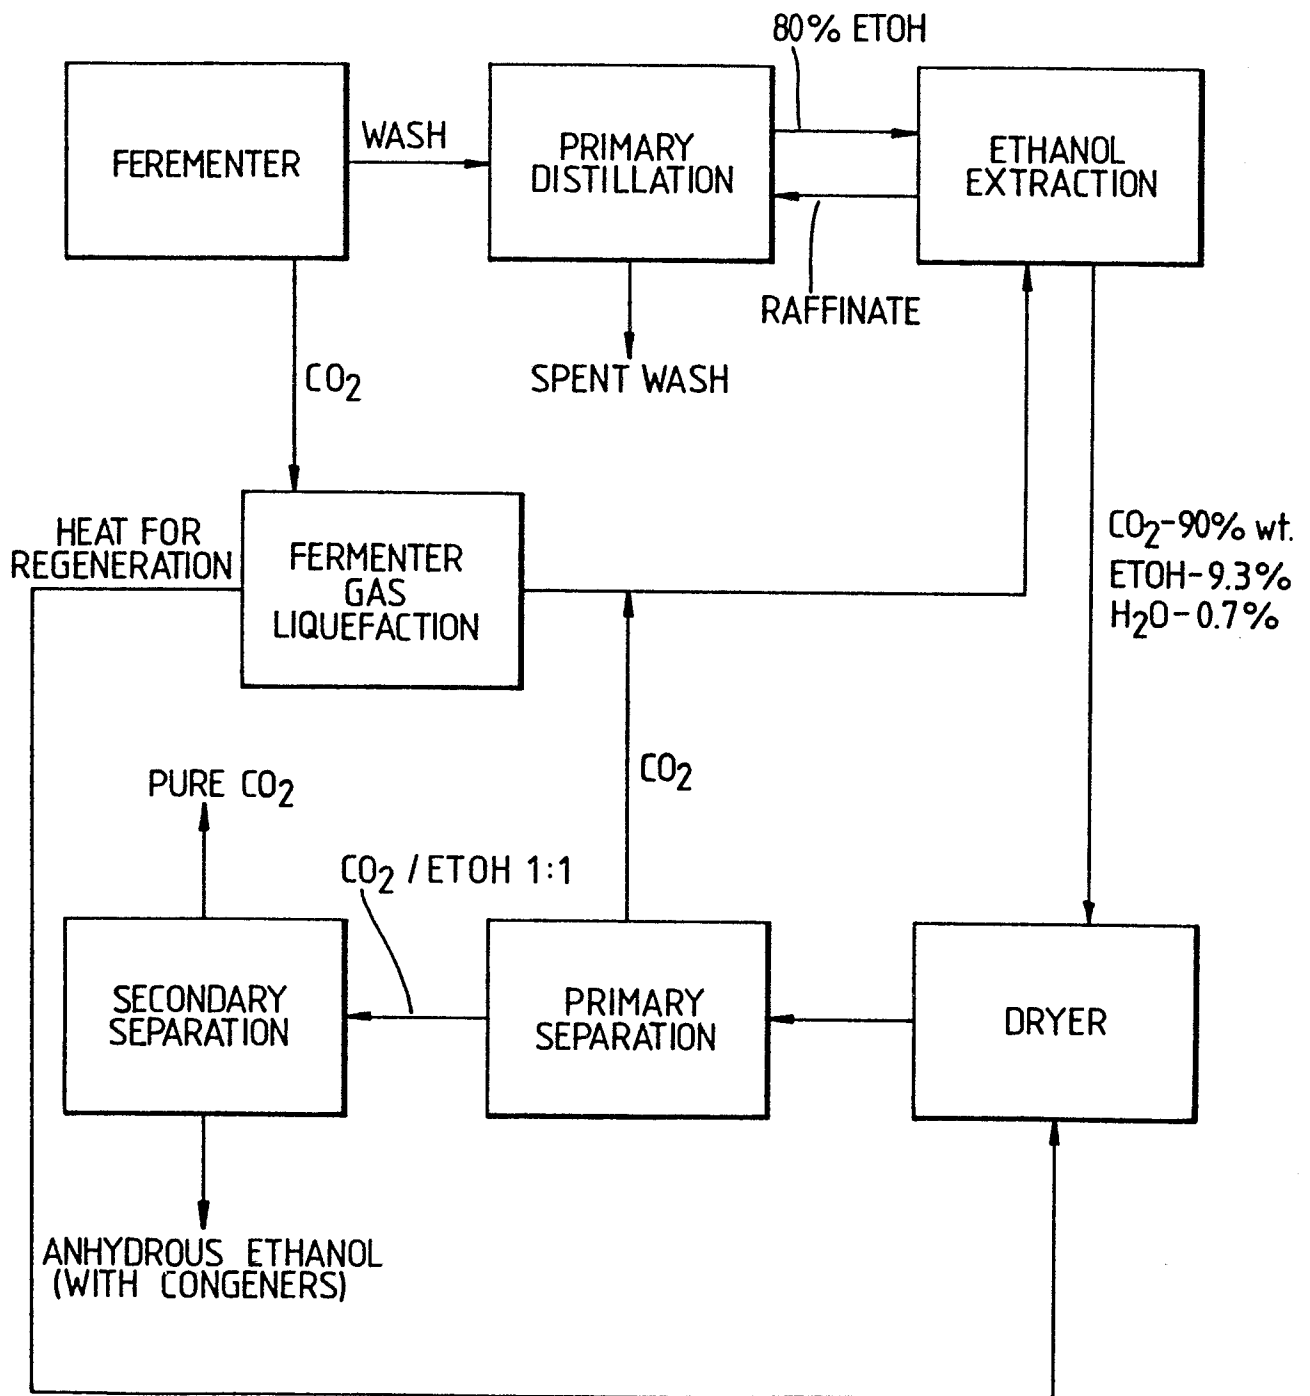 80% ETOH
FEREMENTER
WASH
PRIMARY
DISTILLATION
ETHANOL
EXTRACTION
RAFFINATE
SPENT WASH
CO2
HEAT FOR
REGENERATION
FERMENTER
GAS
LIQUEFACTION
CO2-90% wt.
ETOH-9.3%
H2O-0.7%
CO2
PURE CO2
CO2 / ETOH 1:1
SECONDARY
SEPARATION
PRIMARY
SEPARATION
DRYER
ANHYDROUS ETHANOL
(WITH CONGENERS)